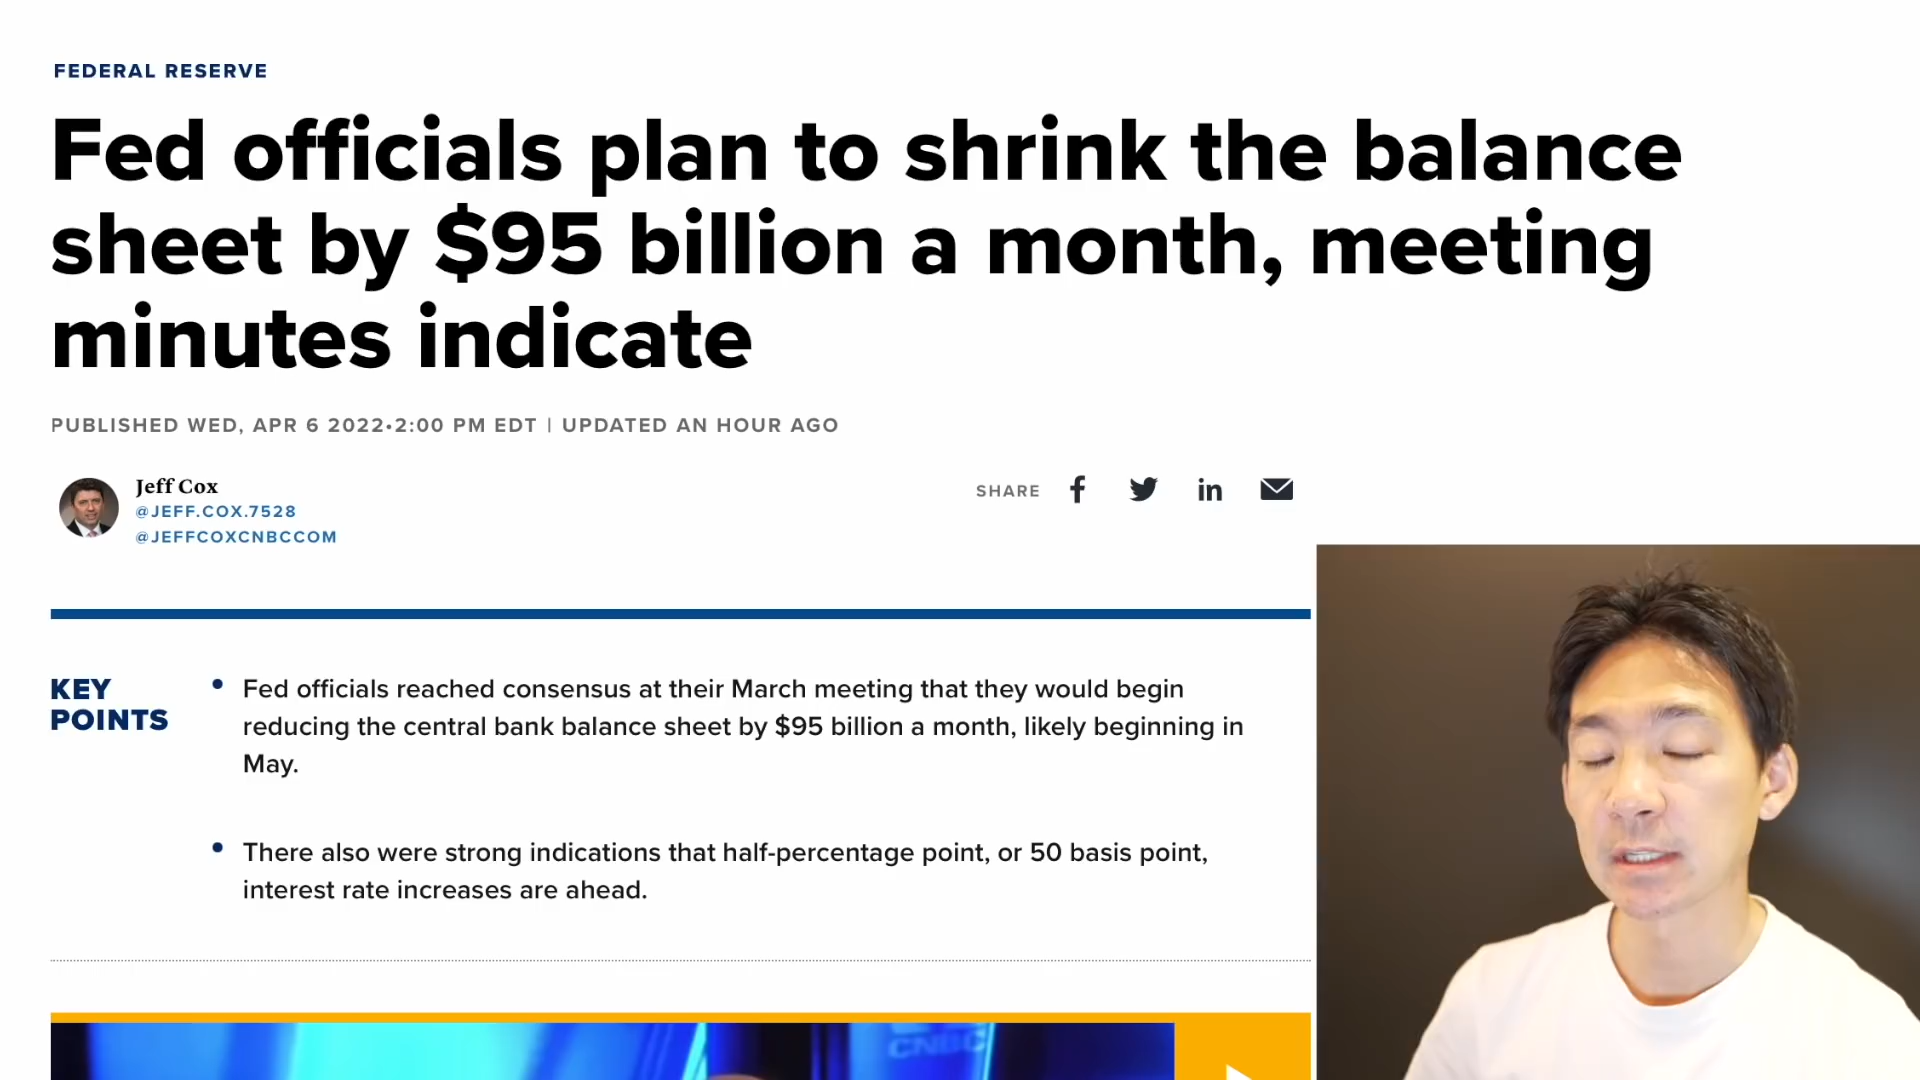 FEDERAL RESERVE
Fed officials plan to shrink the balance
sheet by $95 billion a month, meeting
minutes indicate
PUBLISHED WED, APR 6 2022•2:00 PM EDT | UPDATED AN HOUR AGO
Jeff Cox
@JEFF.COX.7528
@JEFFCOXCNBCCOM
SHARE
KEY
POINTS
• Fed officials reached consensus at their March meeting that they would begin
reducing the central bank balance sheet by $95 billion a month, likely beginning in
May.
• There also were strong indications that half-percentage point, or 50 basis point,
interest rate increases are ahead.
CNBC